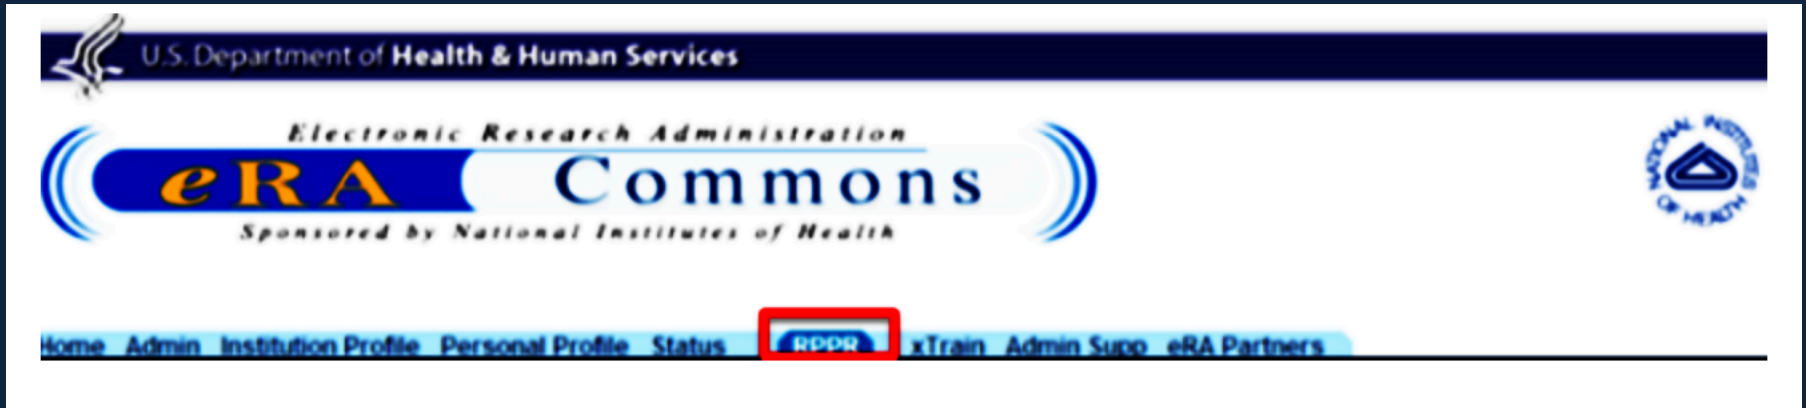 U.S. Department of Health & Human Services
Electronic Research Administration
eRA Commons
Sponsored by National Institutes of Health
NATIONAL INSTITUTES OF HEALTH
Home Admin Institution Profile Personal Profile Status RPPR xTrain Admin Supp eRA Partners